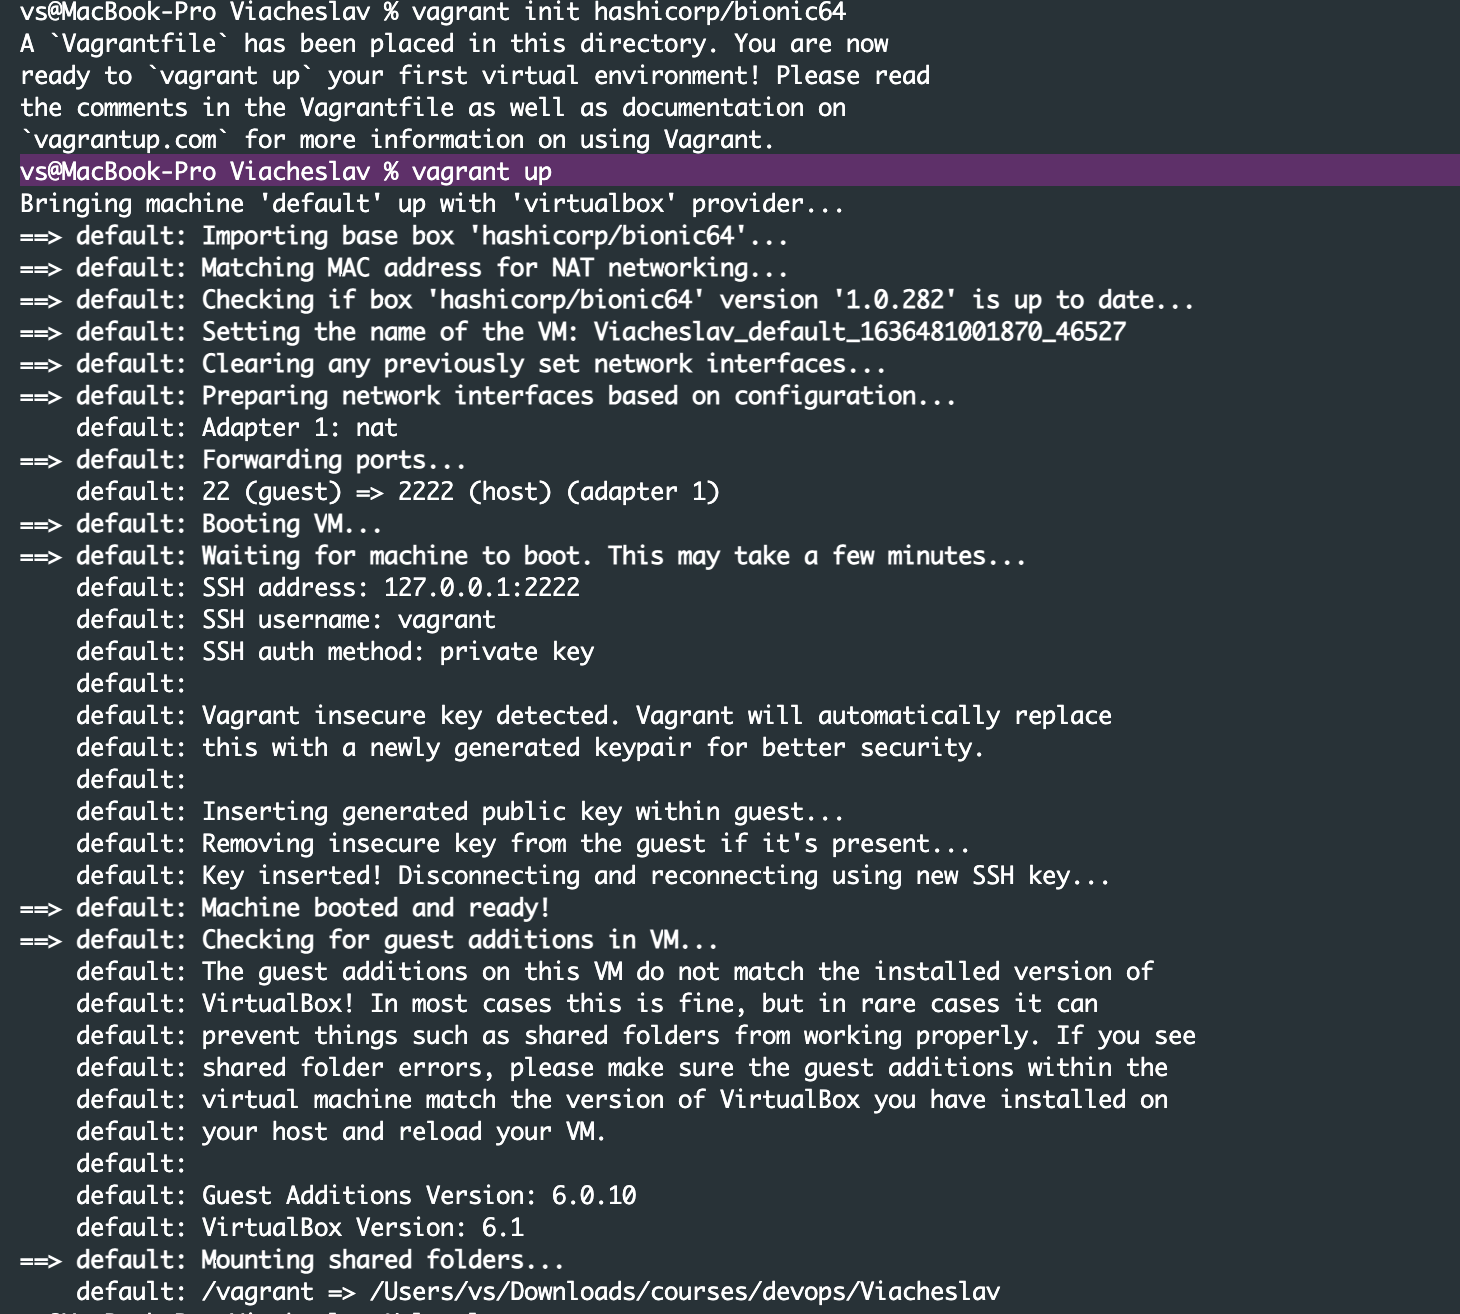 vs@MacBook-Pro Viacheslav % vagrant init hashicorp/bionic64
A `Vagrantfile` has been placed in this directory. You are now
ready to `vagrant up` your first virtual environment! Please read
the comments in the Vagrantfile as well as documentation on
`vagrantup.com` for more information on using Vagrant.
vs@MacBook-Pro Viacheslav % vagrant up
Bringing machine 'default' up with 'virtualbox' provider...
==> default: Importing base box 'hashicorp/bionic64'...
==> default: Matching MAC address for NAT networking...
==> default: Checking if box 'hashicorp/bionic64' version '1.0.282' is up to date...
==> default: Setting the name of the VM: Viacheslav_default_1636481001870_46527
==> default: Clearing any previously set network interfaces...
==> default: Preparing network interfaces based on configuration...
    default: Adapter 1: nat
==> default: Forwarding ports...
    default: 22 (guest) => 2222 (host) (adapter 1)
==> default: Booting VM...
==> default: Waiting for machine to boot. This may take a few minutes...
    default: SSH address: 127.0.0.1:2222
    default: SSH username: vagrant
    default: SSH auth method: private key
    default:
    default: Vagrant insecure key detected. Vagrant will automatically replace
    default: this with a newly generated keypair for better security.
    default:
    default: Inserting generated public key within guest...
    default: Removing insecure key from the guest if it's present...
    default: Key inserted! Disconnecting and reconnecting using new SSH key...
==> default: Machine booted and ready!
==> default: Checking for guest additions in VM...
    default: The guest additions on this VM do not match the installed version of
    default: VirtualBox! In most cases this is fine, but in rare cases it can
    default: prevent things such as shared folders from working properly. If you see
    default: shared folder errors, please make sure the guest additions within the
    default: virtual machine match the version of VirtualBox you have installed on
    default: your host and reload your VM.
    default:
    default: Guest Additions Version: 6.0.10
    default: VirtualBox Version: 6.1
==> default: Mounting shared folders...
    default: /vagrant => /Users/vs/Downloads/courses/devops/Viacheslav